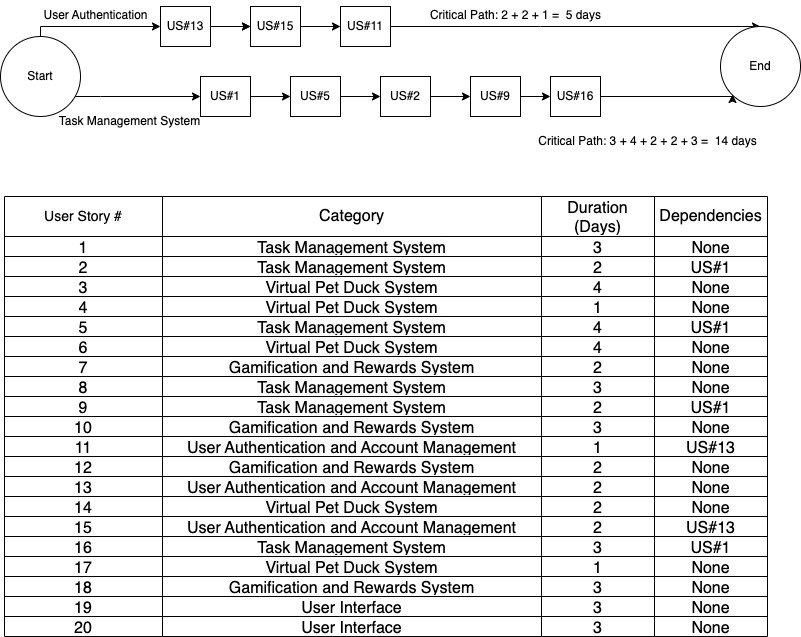 User Authentication
US#13 US#15 US#11
Critical Path: 2 + 2 + 1 = 5 days
Start
End
US#1 US#5 US#2 US#9 US#16
Task Management System
Critical Path: 3 + 4 + 2 + 2 + 3 = 14 days
User Story # Category Duration (Days) Dependencies
1 Task Management System 3 None
2 Task Management System 2 US#1
3 Virtual Pet Duck System 4 None
4 Virtual Pet Duck System 1 None
5 Task Management System 4 US#1
6 Virtual Pet Duck System 4 None
7 Gamification and Rewards System 2 None
8 Task Management System 3 None
9 Task Management System 2 US#1
10 Gamification and Rewards System 3 None
11 User Authentication and Account Management 1 US#13
12 Gamification and Rewards System 2 None
13 User Authentication and Account Management 2 None
14 Virtual Pet Duck System 2 None
15 User Authentication and Account Management 2 US#13
16 Task Management System 3 US#1
17 Virtual Pet Duck System 1 None
18 Gamification and Rewards System 3 None
19 User Interface 3 None
20 User Interface 3 None